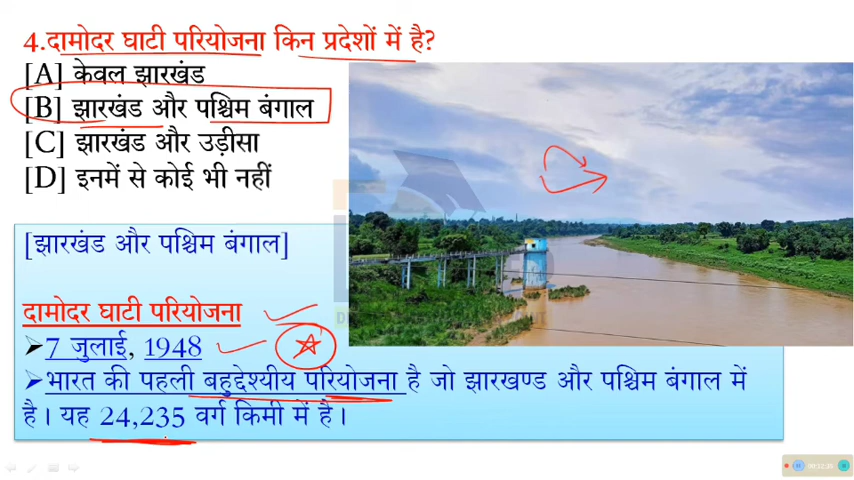 4.दामोदर घाटी परियोजना किन प्रदेशों में है?
[A] केवल झारखंड
[B] झारखंड और पश्चिम बंगाल
[C] झारखंड और उड़ीसा
[D] इनमें से कोई भी नहीं
[झारखंड और पश्चिम बंगाल]
दामोदर घाटी परियोजना
➤7 जुलाई, 1948
➤भारत की पहली बहुद्देश्यीय परियोजना है जो झारखण्ड और पश्चिम बंगाल में
है। यह 24,235 वर्ग किमी में है।